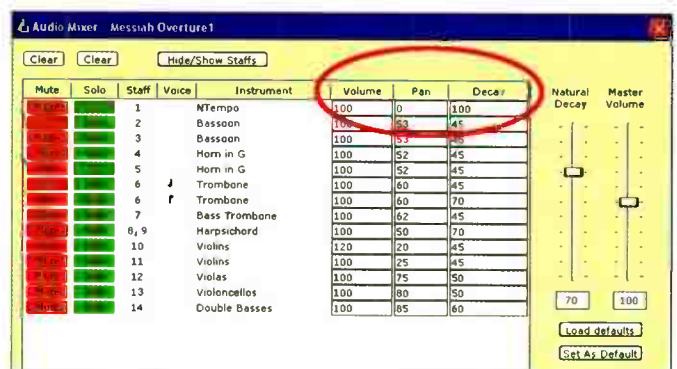 Audio Mixer Messiah Overture1
Clear Clear Hide/Show Staffs
Mute Solo Staff Voice Instrument Volume Pan Decay Natural Decay Master Volume
1 NTempo 100 0 100
2 Bassoon 100 53 45
3 Bassoon 100 53 45
4 Horn in G 100 52 45
5 Horn in G 100 52 45
6 Trombone 100 60 45
6 Trombone 100 60 70
7 Bass Trombone 100 62 45
8, 9 Harpsichord 100 50 70
10 Violins 120 20 45
11 Violins 100 25 45
12 Violas 100 75 50
13 Violoncellos 100 80 50
14 Double Basses 100 85 60
70 100
Load defaults
Set As Default